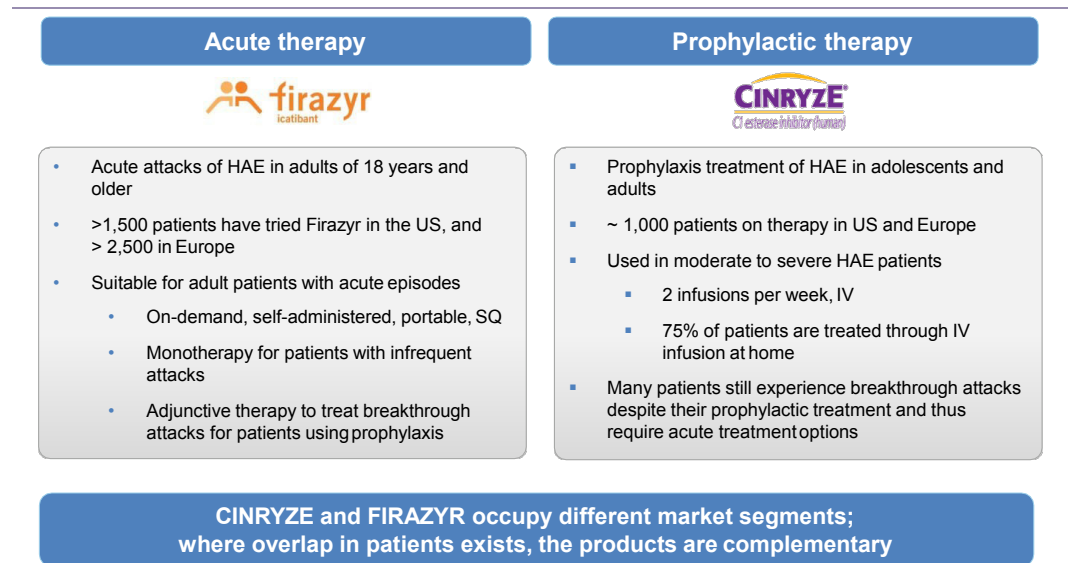 Acute therapy
firazyr
icatibant
• Acute attacks of HAE in adults of 18 years and
older
• >1,500 patients have tried Firazyr in the US, and
> 2,500 in Europe
• Suitable for adult patients with acute episodes
• On-demand, self-administered, portable, SQ
• Monotherapy for patients with infrequent
attacks
• Adjunctive therapy to treat breakthrough
attacks for patients using prophylaxis
Prophylactic therapy
CINRYZE®
C1 esterase inhibitor (human)
▪ Prophylaxis treatment of HAE in adolescents and
adults
▪ ~ 1,000 patients on therapy in US and Europe
▪ Used in moderate to severe HAE patients
▪ 2 infusions per week, IV
▪ 75% of patients are treated through IV
infusion at home
▪ Many patients still experience breakthrough attacks
despite their prophylactic treatment and thus
require acute treatment options
CINRYZE and FIRAZYR occupy different market segments;
where overlap in patients exists, the products are complementary